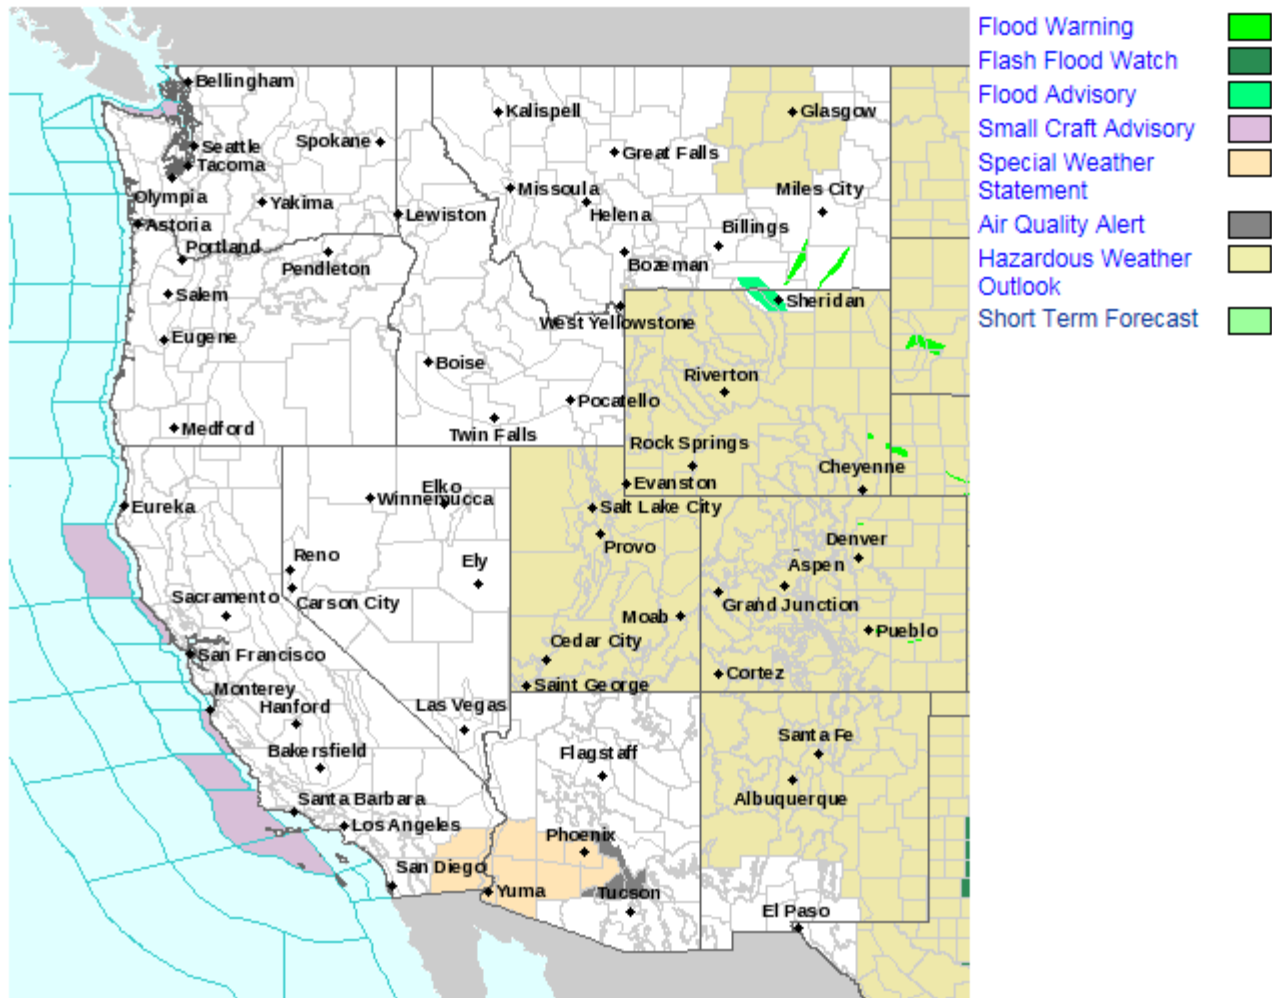 Flood Warning
Flash Flood Watch
Flood Advisory
Small Craft Advisory
Special Weather
Statement
Air Quality Alert
Hazardous Weather
Outlook
Short Term Forecast
Bellingham
Kalispell
Glasgow
Seattle
Spokane
Great Falls
Tacoma
Olympia
Yakima
Missoula
Miles City
Helena
Lewiston
Astoria
Billings
Portland
Pendleton
Bozeman
Salem
Sheridan
West Yellowstone
Eugene
Boise
Riverton
Pocatello
Medford
Twin Falls
Rock Springs
Cheyenne
Elko
Evanston
Winnemucca
Eureka
Salt Lake City
Provo
Denver
Reno
Ely
Aspen
Sacramento
Carson City
Grand Junction
Moab
Pueblo
Cedar City
San Francisco
Cortez
Saint George
Monterey
Hanford
Las Vegas
Santa Fe
Bakersfield
Flagstaff
Santa Barbara
Albuquerque
Los Angeles
Phoenix
San Diego
Yuma
Tucson
El Paso